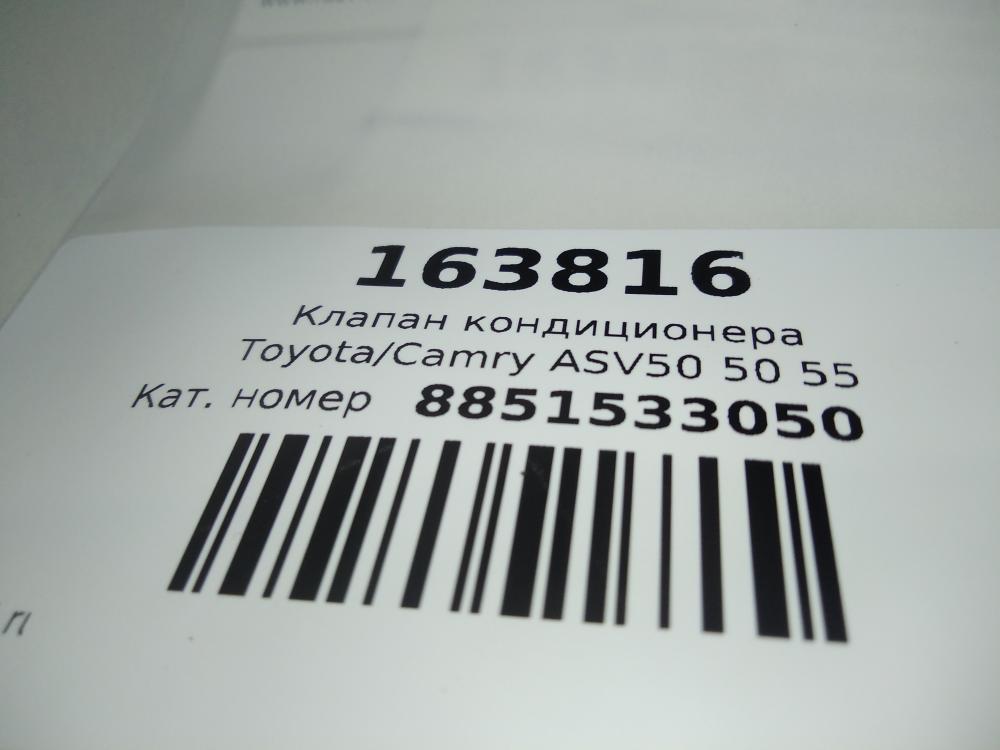 163816
Клапан кондиционера
Toyota/Camry ASV50 50 55
Кат. номер 8851533050